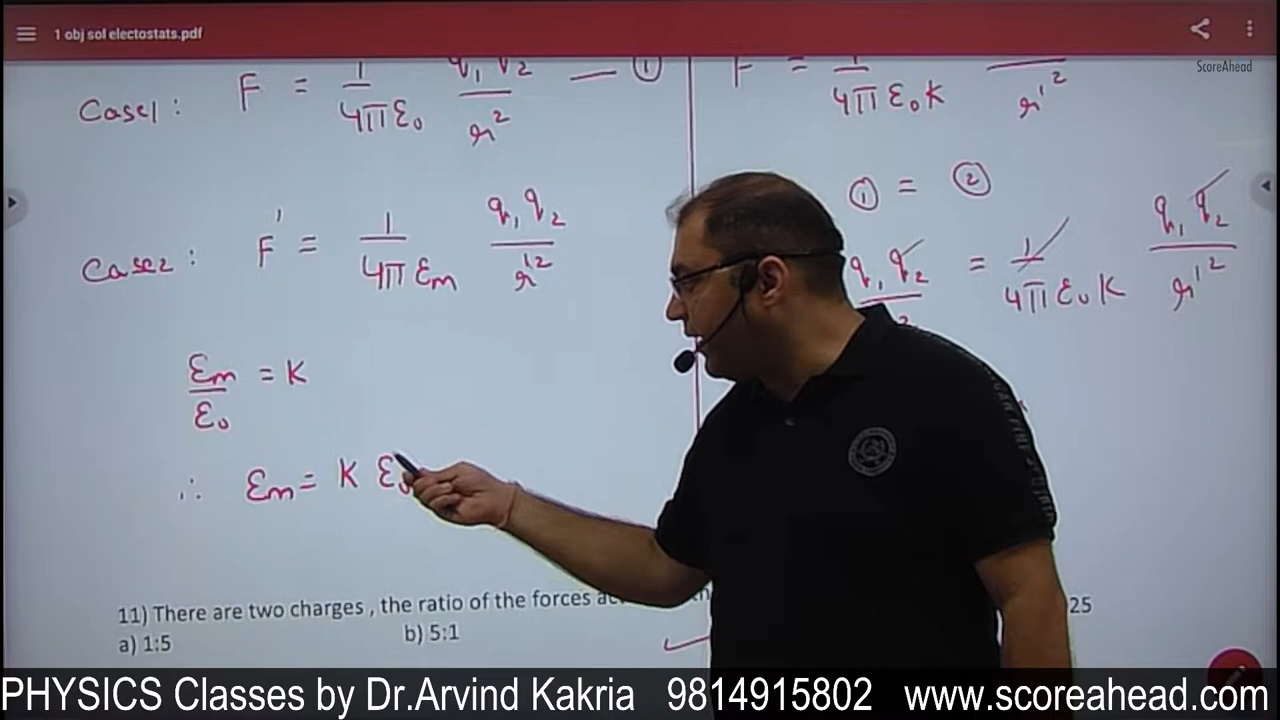 1 obj sol electostats.pdf
ScoreAhead
Case1 : F = 1/4πε₀ q₁q₂/r² — ①
F = 1/4πε₀K /r'²
① = ②
Case2 : F' = 1/4πεm q₁q₂/r'²
q₁q₂ = 1/4πε₀K q₁q₂/r'²
εm/ε₀ = K
∴ εm = K ε₀
11) There are two charges , the ratio of the forces 25
a) 1:5 b) 5:1
PHYSICS Classes by Dr.Arvind Kakria 9814915802 www.scoreahead.com